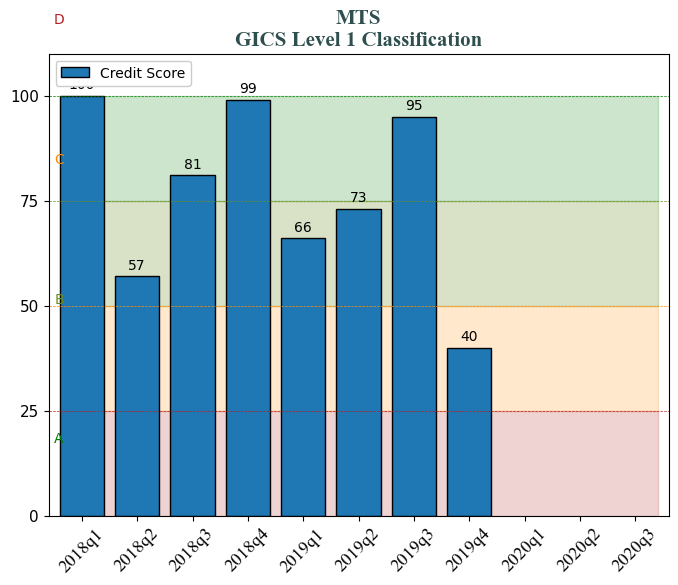 D
MTS
GICS Level 1 Classification
Credit Score
100
99
100
95
C
81
75
73
66
57
B
50
40
A
25
0
2018q1
2018q2
2018q3
2018q4
2019q1
2019q2
2019q3
2019q4
2020q1
2020q2
2020q3